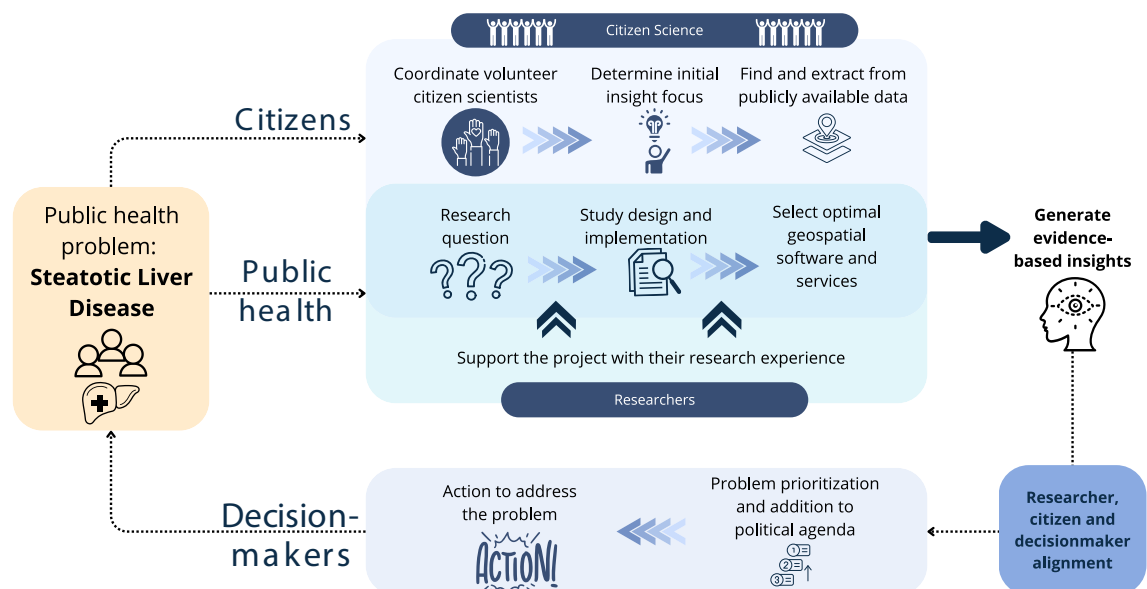 Citizen Science
Coordinate volunteer
citizen scientists
Determine initial
insight focus
Find and extract from
publicly available data
Citizens
Public health
problem:
Steatotic Liver
Disease
Public
health
Research
question
Study design and
implementation
Select optimal
geospatial
software and
services
Generate
evidence-
based insights
Support the project with their research experience
Researchers
Decision-
makers
Action to address
the problem
ACTION!
Problem prioritization
and addition to
political agenda
1
2
3
Researcher,
citizen and
decisionmaker
alignment